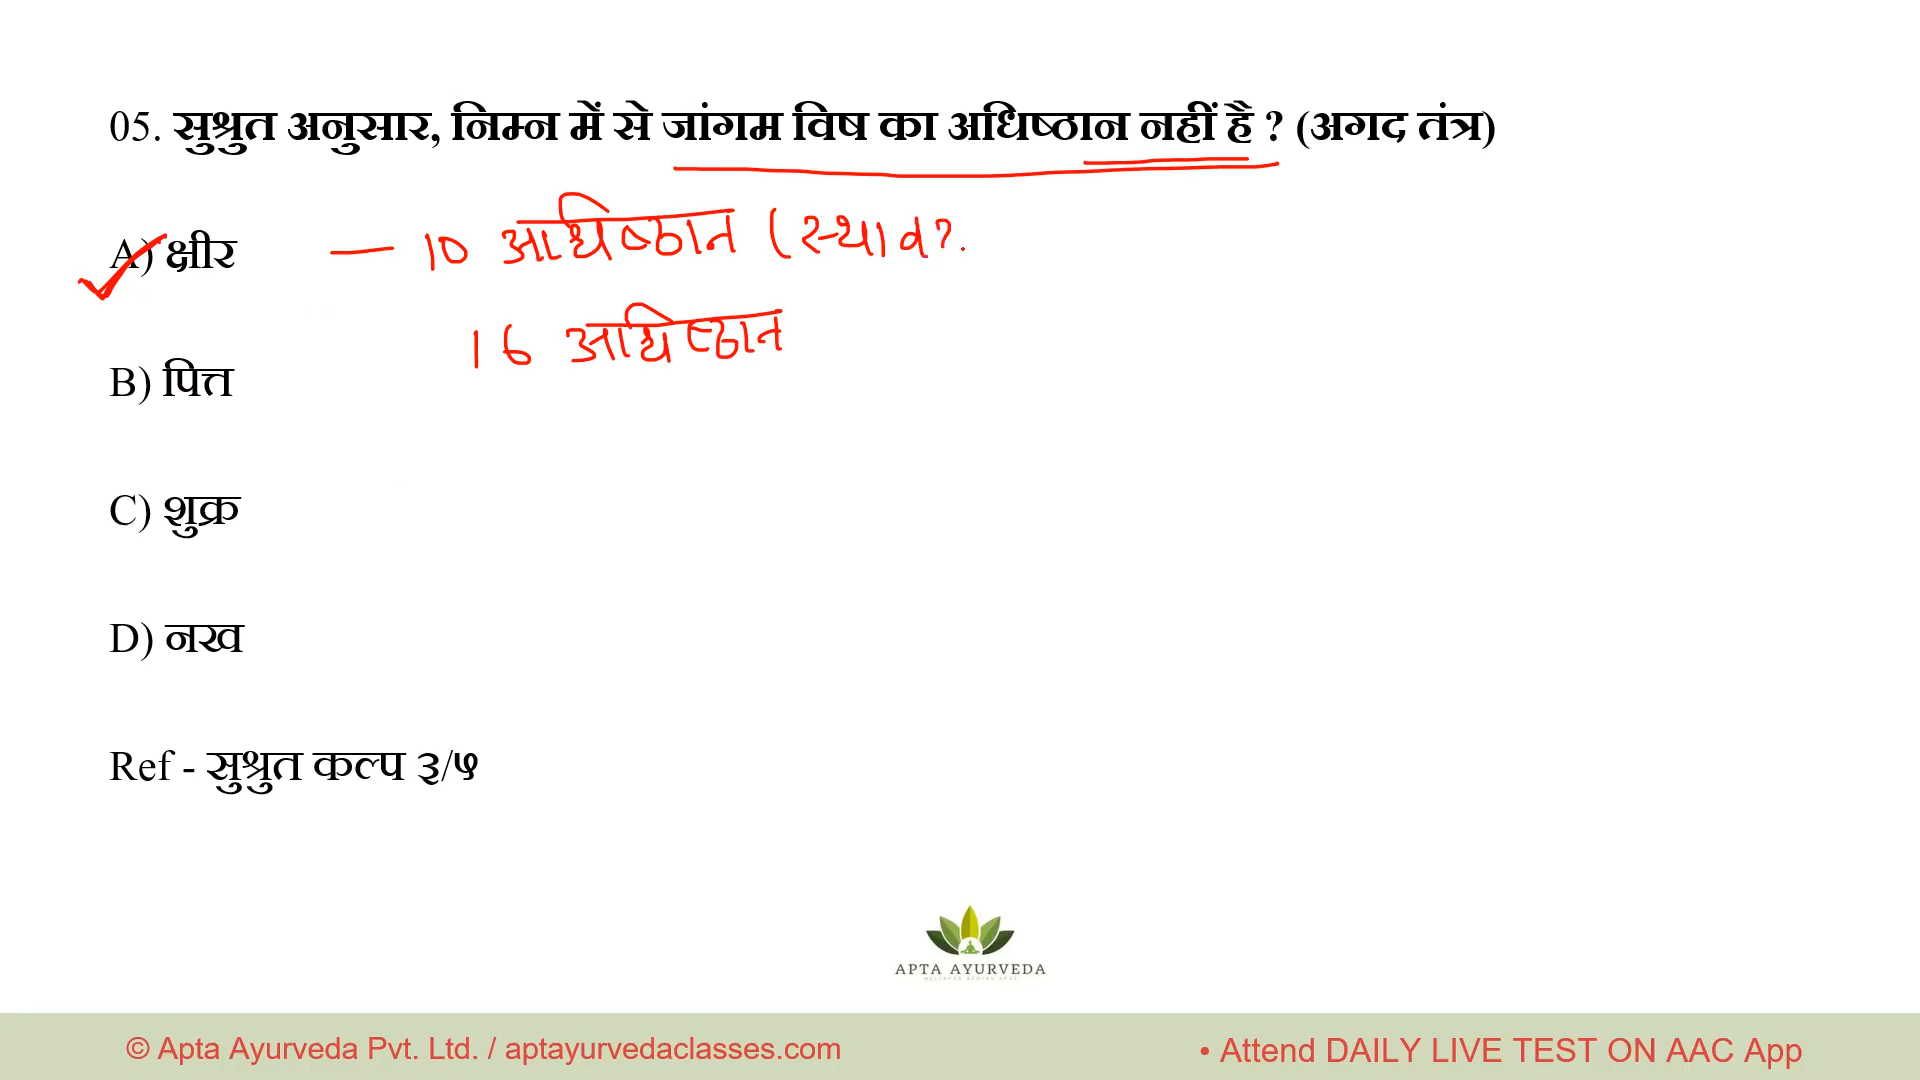 05. सुश्रुत अनुसार, निम्न में से जांगम विष का अधिष्ठान नहीं है ? (अगद तंत्र)
A) क्षीर — 10 अधिष्ठान (स्थावर
16 अधिष्ठान
B) पित्त
C) शुक्र
D) नख
Ref - सुश्रुत कल्प ३/५
APTA AYURVEDA
© Apta Ayurveda Pvt. Ltd. / aptayurvedaclasses.com
• Attend DAILY LIVE TEST ON AAC App